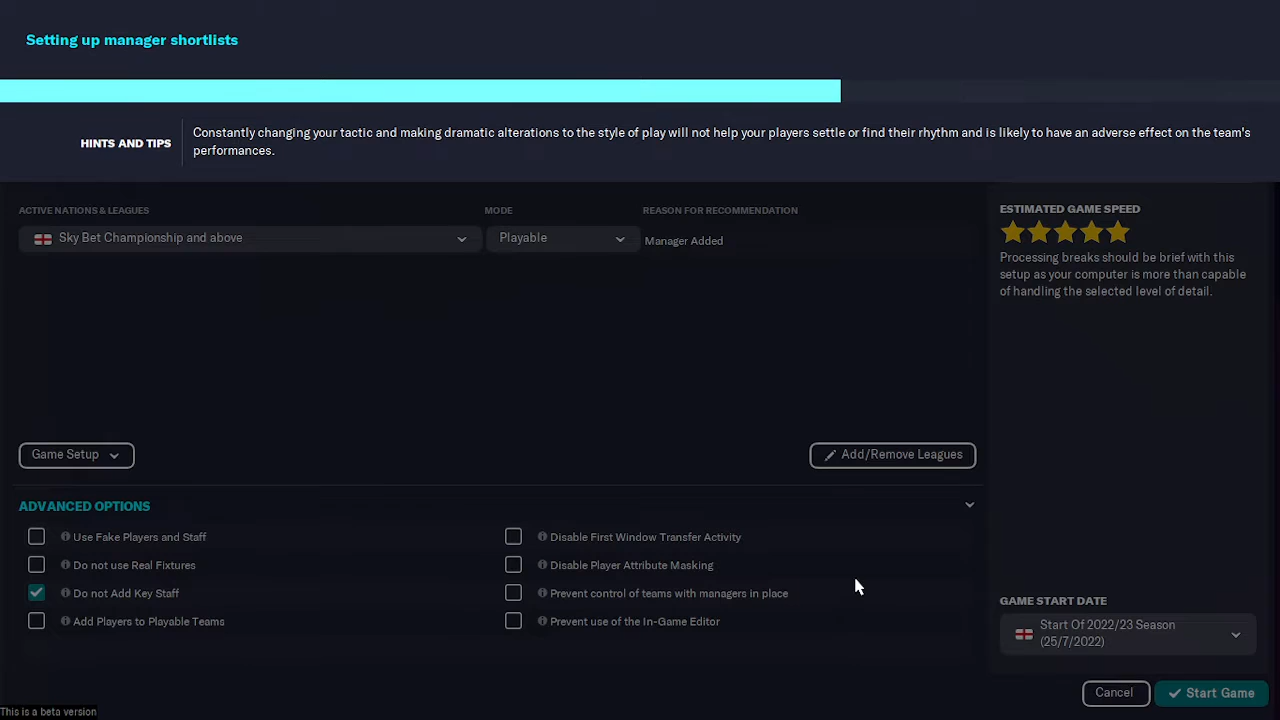 Setting up manager shortlists
HINTS AND TIPS
Constantly changing your tactic and making dramatic alterations to the style of play will not help your players settle or find their rhythm and is likely to have an adverse effect on the team's
performances.
ACTIVE NATIONS & LEAGUES
MODE
REASON FOR RECOMMENDATION
Sky Bet Championship and above
Playable
Manager Added
ESTIMATED GAME SPEED
Processing breaks should be brief with this
setup as your computer is more than capable
of handling the selected level of detail.
Game Setup
Add/Remove Leagues
ADVANCED OPTIONS
Use Fake Players and Staff
Disable First Window Transfer Activity
Do not use Real Fixtures
Disable Player Attribute Masking
Do not Add Key Staff
Prevent control of teams with managers in place
Add Players to Playable Teams
Prevent use of the In-Game Editor
GAME START DATE
Start Of 2022/23 Season
(25/7/2022)
Cancel
Start Game
This is a beta version